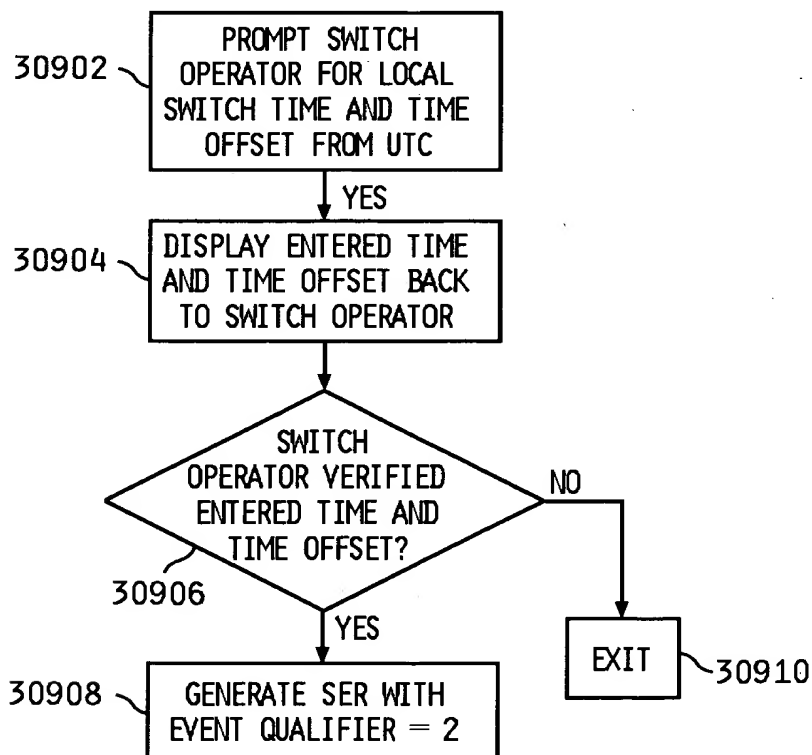 30902
PROMPT SWITCH
OPERATOR FOR LOCAL
SWITCH TIME AND TIME
OFFSET FROM UTC
YES
30904
DISPLAY ENTERED TIME
AND TIME OFFSET BACK
TO SWITCH OPERATOR
SWITCH
OPERATOR VERIFIED
ENTERED TIME AND
TIME OFFSET?
NO
30906
YES
30908
GENERATE SER WITH
EVENT QUALIFIER = 2
EXIT
30910